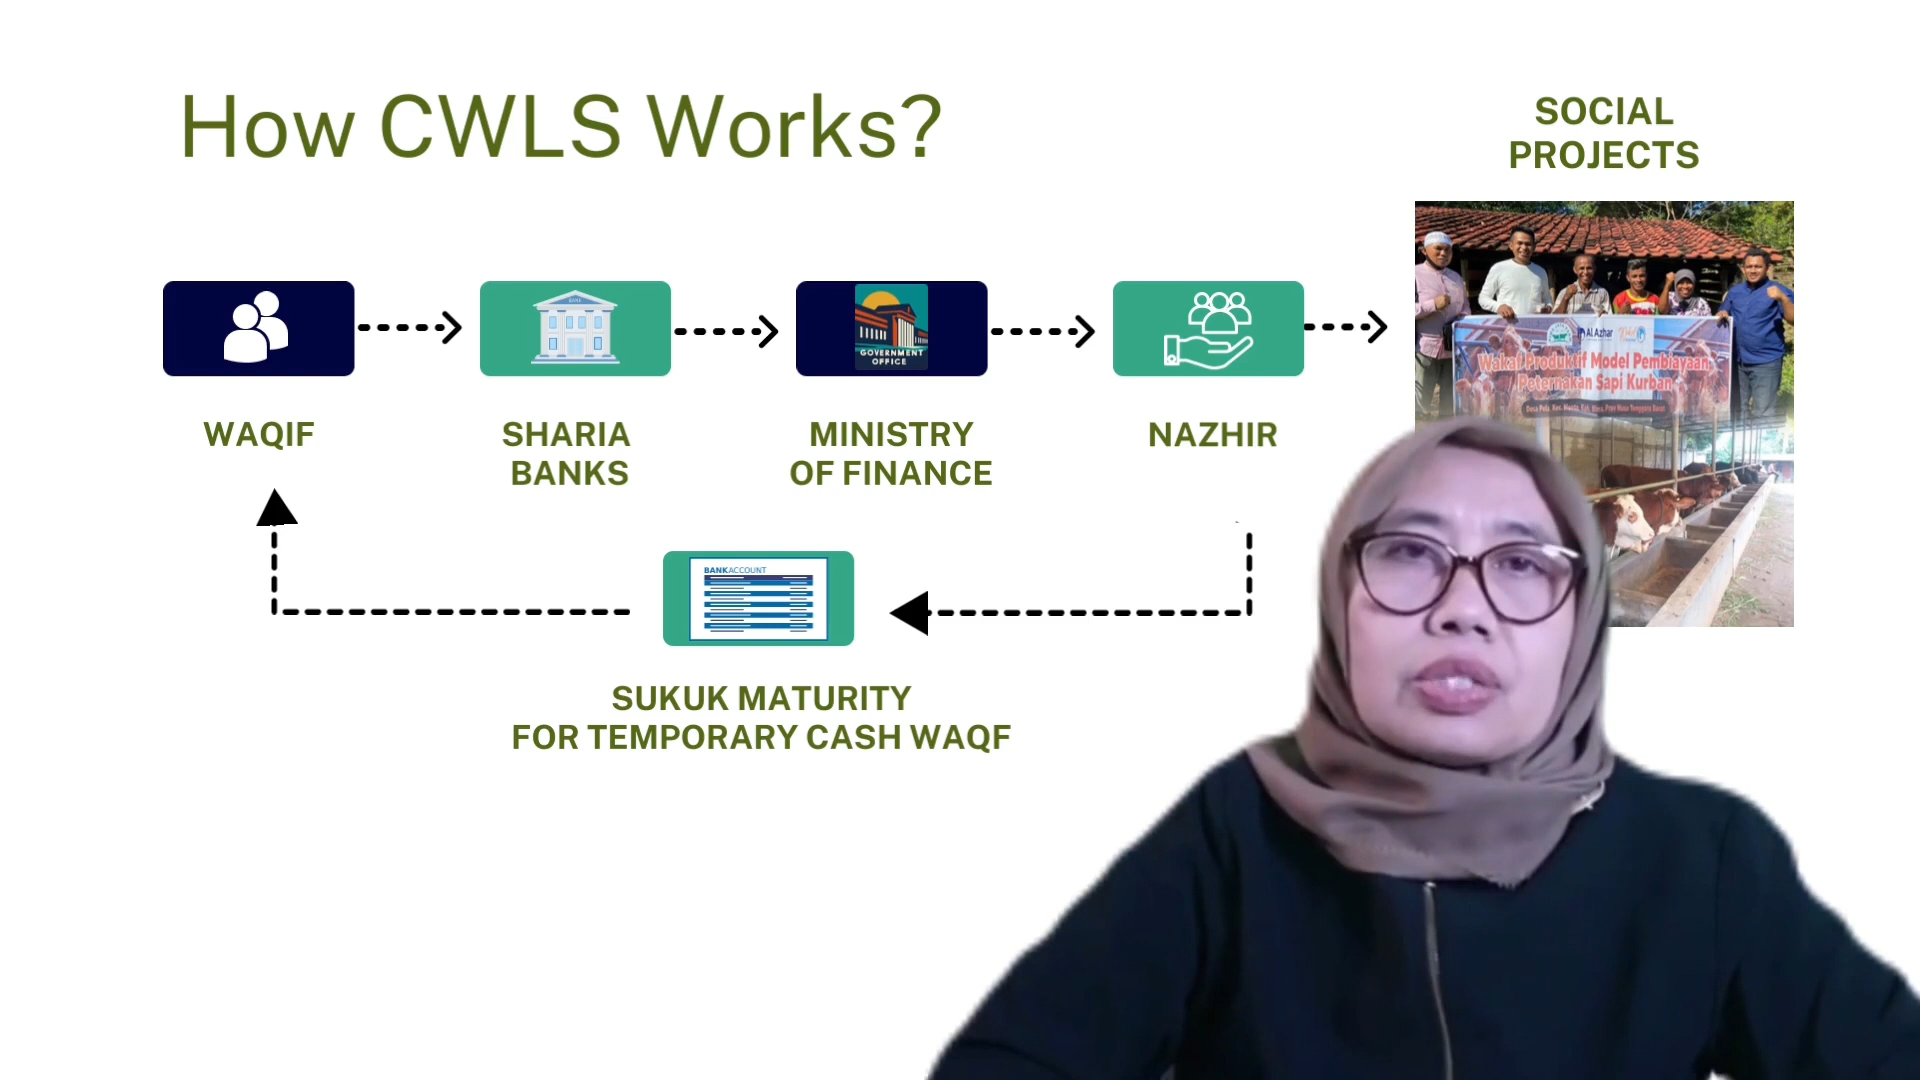 How CWLS Works?
SOCIAL
PROJECTS
BANK
GOVERNMENT
OFFICE
Al Azhar
Wakaf Produktif Model Pembiayaan
Peternakan Sapi Kurban
WAQIF
SHARIA
BANKS
MINISTRY
OF FINANCE
NAZHIR
BANKACCOUNT
SUKUK MATURITY
FOR TEMPORARY CASH WAQF